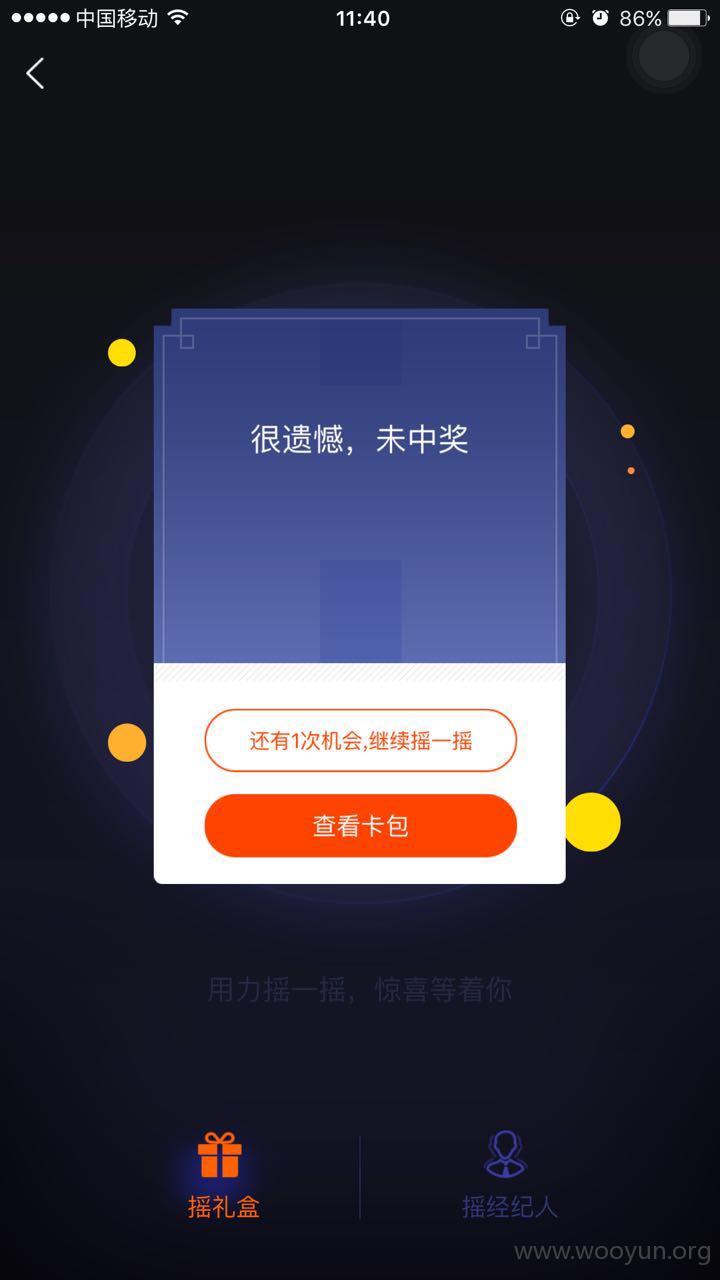 中国移动 11:40 86%
很遗憾，未中奖
还有1次机会,继续摇一摇
查看卡包
用力摇一摇，惊喜等着你
摇礼盒 摇经纪人
www.wooyun.org